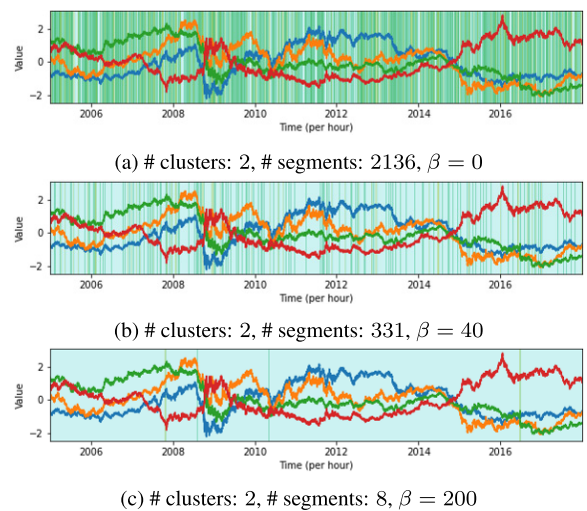 Value
2
0
−2
2006 2008 2010 2012 2014 2016
Time (per hour)
(a) # clusters: 2, # segments: 2136, β = 0
Value
2
0
−2
2006 2008 2010 2012 2014 2016
Time (per hour)
(b) # clusters: 2, # segments: 331, β = 40
Value
2
0
−2
2006 2008 2010 2012 2014 2016
Time (per hour)
(c) # clusters: 2, # segments: 8, β = 200